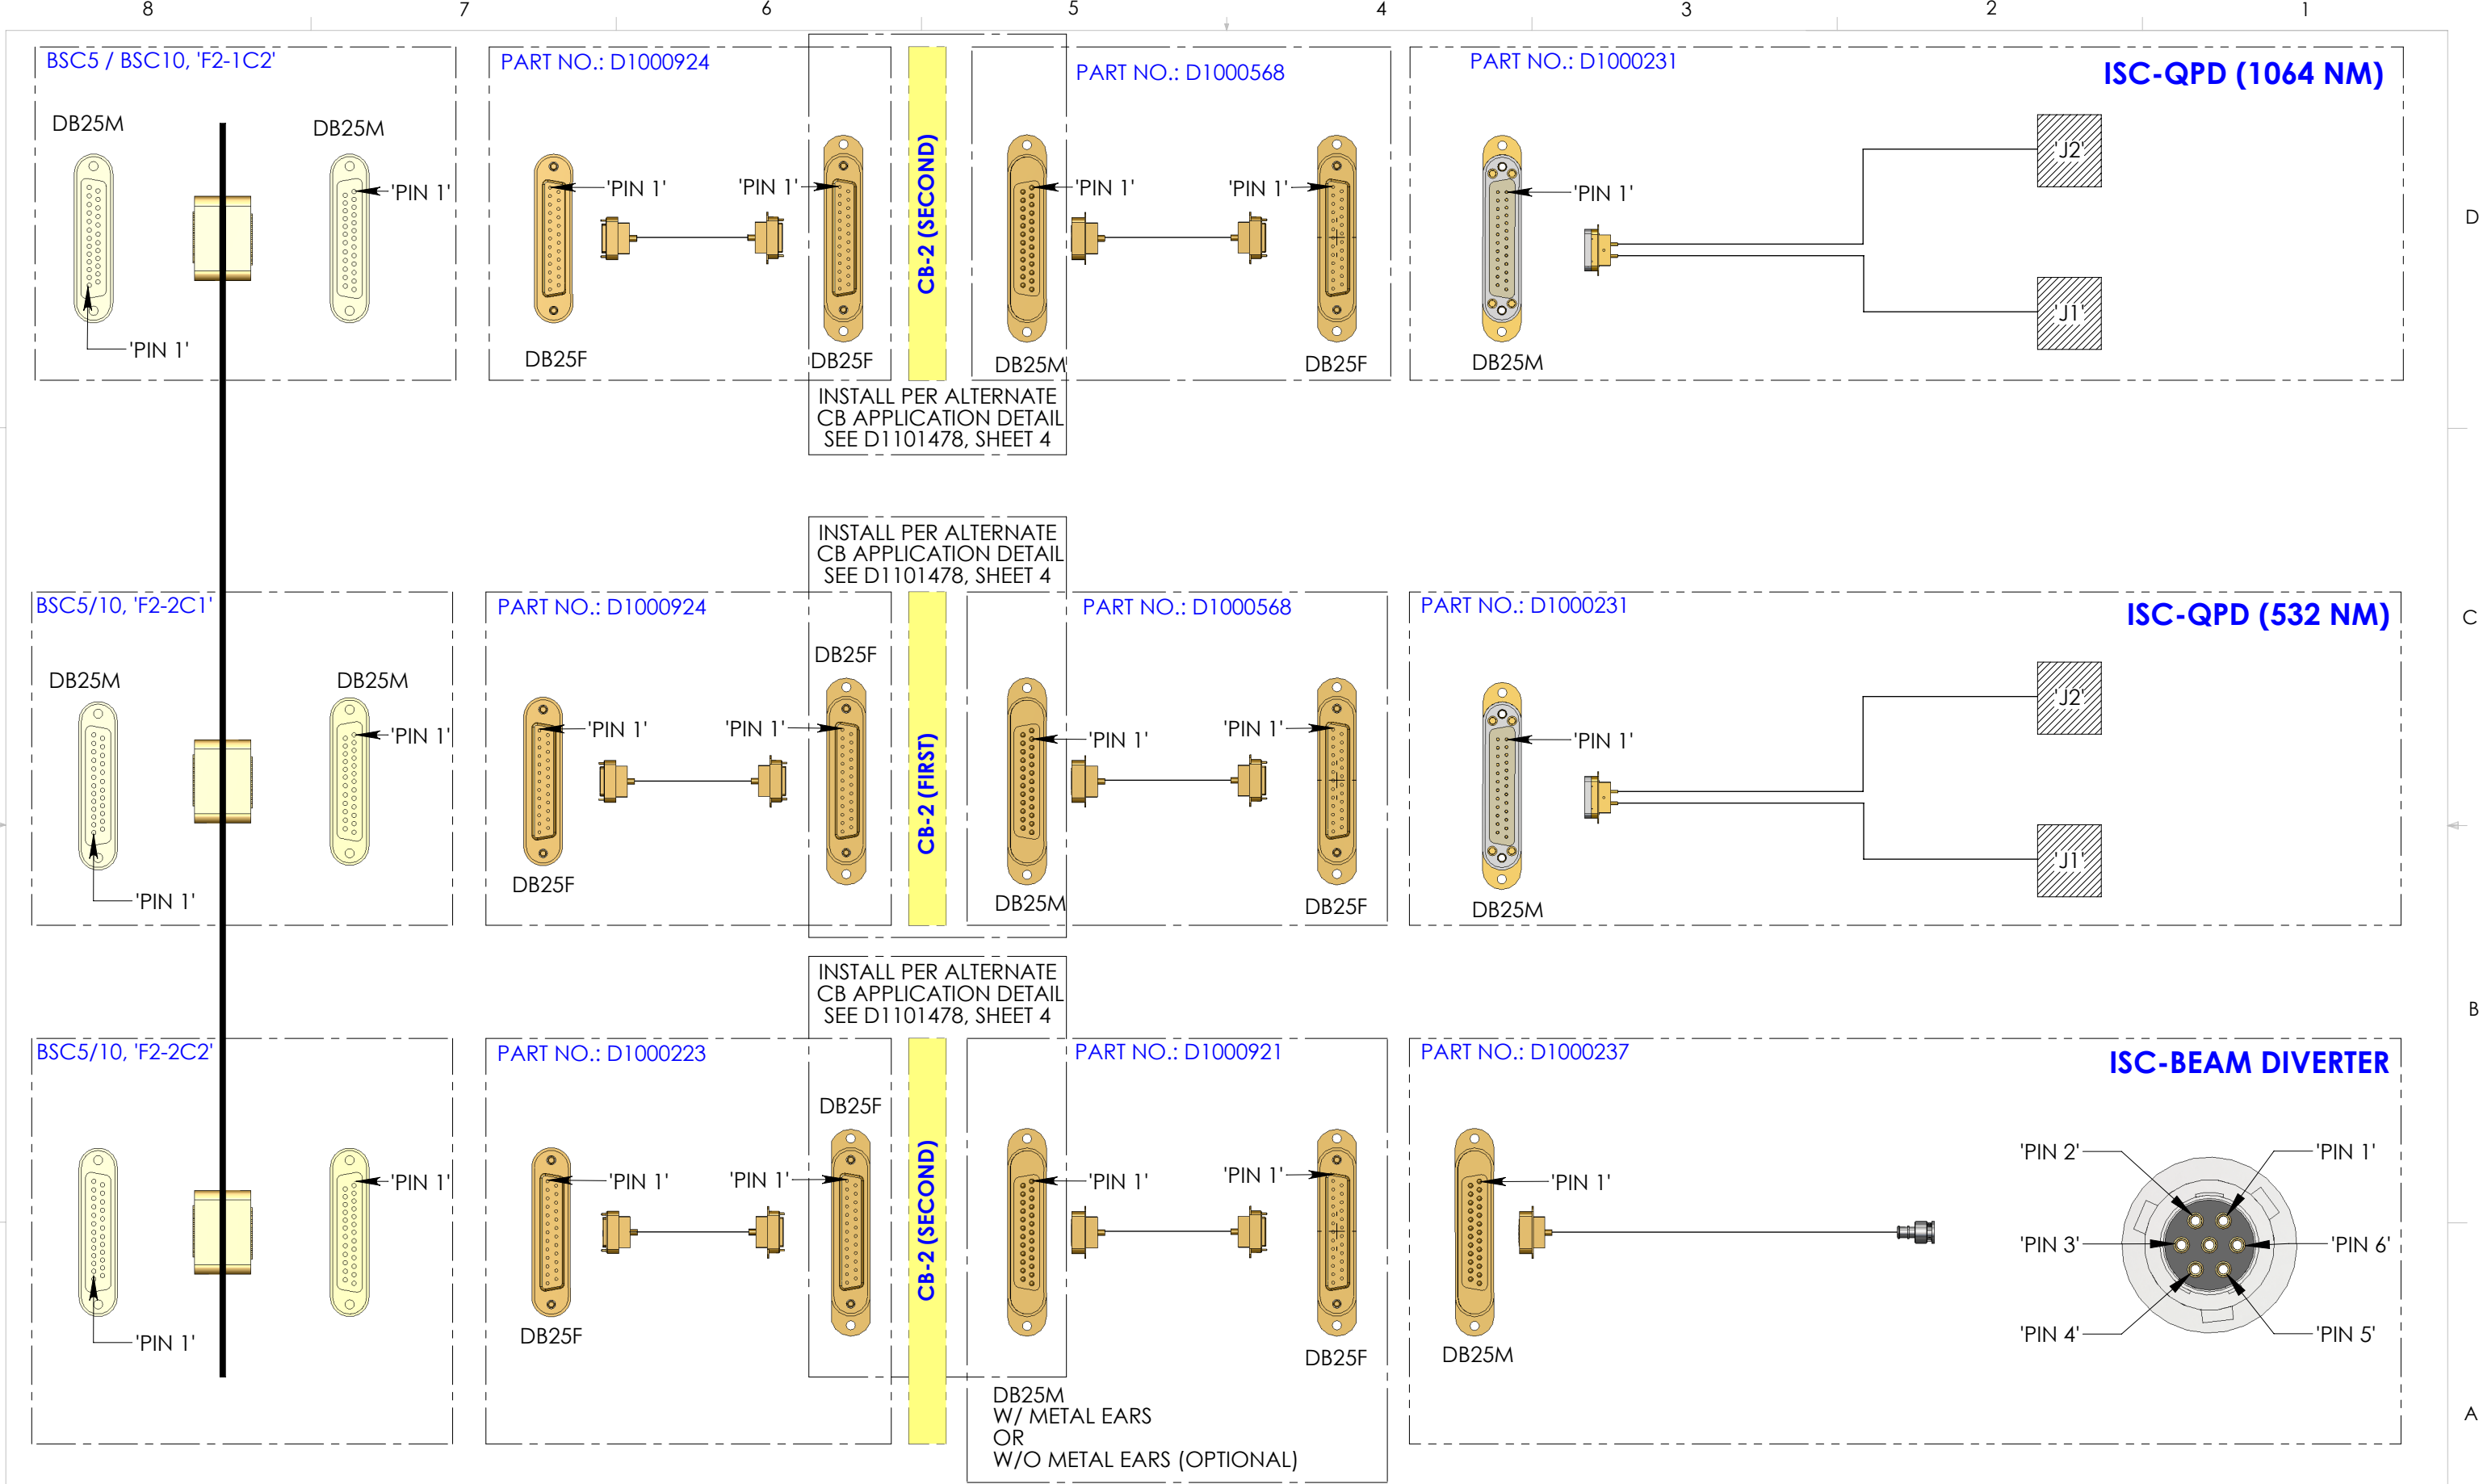 8 7 6 5 4 3 2 1
BSC5 / BSC10, 'F2-1C2'
DB25M
DB25M
'PIN 1'
'PIN 1'
PART NO.: D1000924
'PIN 1'
'PIN 1'
DB25F
DB25F
CB-2 (SECOND)
PART NO.: D1000568
'PIN 1'
'PIN 1'
DB25M
DB25F
INSTALL PER ALTERNATE
CB APPLICATION DETAIL
SEE D1101478, SHEET 4
PART NO.: D1000231
ISC-QPD (1064 NM)
'PIN 1'
DB25M
'J2'
'J1'
D
BSC5/10, 'F2-2C1'
DB25M
DB25M
'PIN 1'
'PIN 1'
INSTALL PER ALTERNATE
CB APPLICATION DETAIL
SEE D1101478, SHEET 4
PART NO.: D1000924
DB25F
'PIN 1'
'PIN 1'
DB25F
CB-2 (FIRST)
PART NO.: D1000568
'PIN 1'
'PIN 1'
DB25M
DB25F
PART NO.: D1000231
ISC-QPD (532 NM)
'PIN 1'
DB25M
'J2'
'J1'
C
INSTALL PER ALTERNATE
CB APPLICATION DETAIL
SEE D1101478, SHEET 4
B
BSC5/10, 'F2-2C2'
'PIN 1'
'PIN 1'
PART NO.: D1000223
DB25F
'PIN 1'
'PIN 1'
DB25F
CB-2 (SECOND)
PART NO.: D1000921
'PIN 1'
'PIN 1'
DB25F
DB25M
W/ METAL EARS
OR
W/O METAL EARS (OPTIONAL)
PART NO.: D1000237
ISC-BEAM DIVERTER
'PIN 1'
DB25M
'PIN 2'
'PIN 1'
'PIN 3'
'PIN 6'
'PIN 4'
'PIN 5'
A